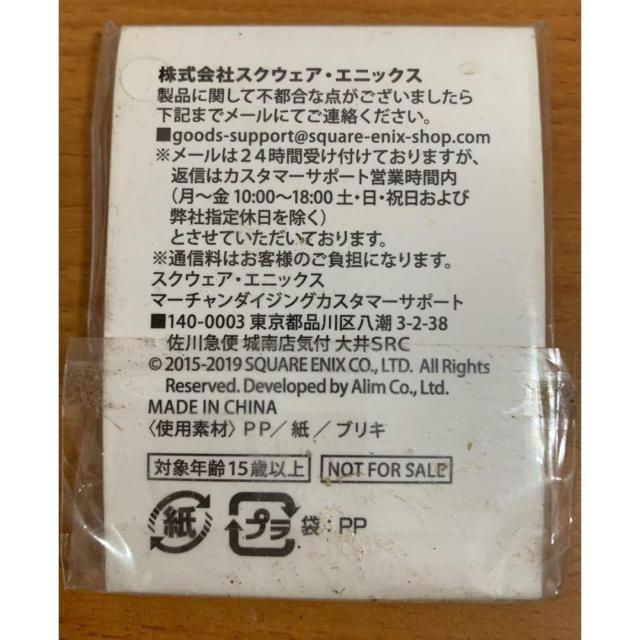 株式会社スクウェア・エニックス
製品に関して不都合な点がございましたら
下記までメールにてご連絡ください。
■goods-support@square-enix-shop.com
※メールは24時間受け付けておりますが、
返信はカスタマーサポート営業時間内
（月～金 10:00～18:00 土・日・祝日および
弊社指定休日を除く）
とさせていただいております。
※通信料はお客様のご負担になります。
スクウェア・エニックス
マーチャンダイジングカスタマーサポート
■140-0003 東京都品川区八潮 3-2-38
佐川急便 城南店気付 大井SRC
© 2015-2019 SQUARE ENIX CO., LTD. All Rights
Reserved. Developed by Alim Co., Ltd.
MADE IN CHINA
〈使用素材〉PP／紙／ブリキ
対象年齢15歳以上 NOT FOR SALE
紙 プラ 袋：PP